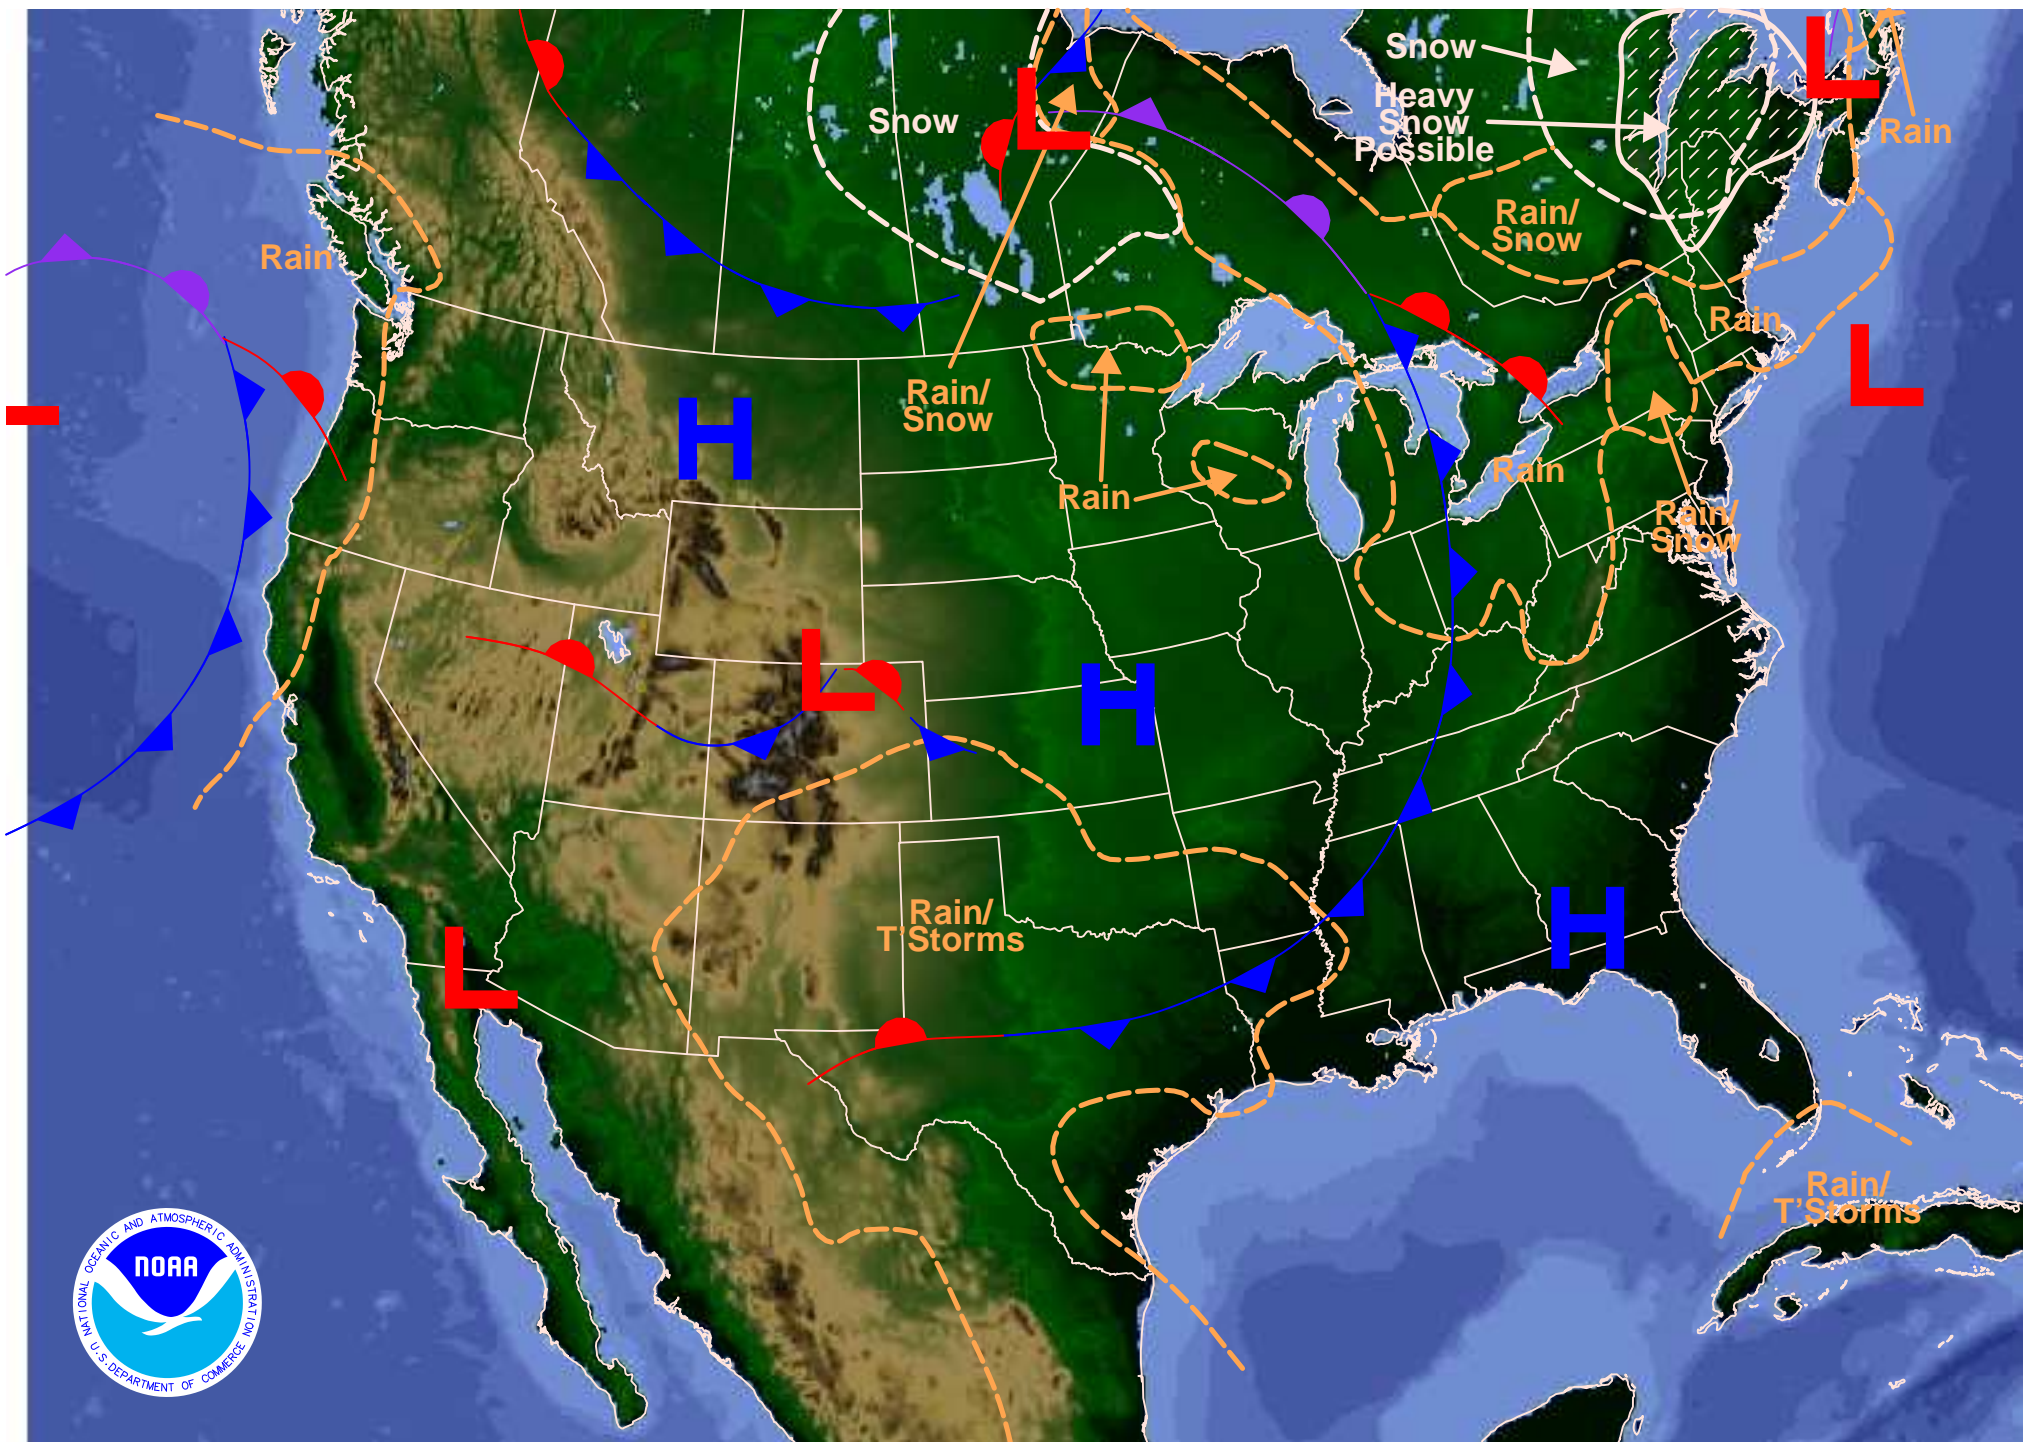 Snow
Heavy
Snow
Possible
Snow
Rain
L
L
Rain
Rain/
Snow
Rain
L
H
Rain/
Snow
Rain
Rain
Rain/
Snow
L
H
H
Rain/
T'Storms
L
Rain/
T'Storms
NATIONAL OCEANIC AND ATMOSPHERIC ADMINISTRATION
NOAA
U.S. DEPARTMENT OF COMMERCE